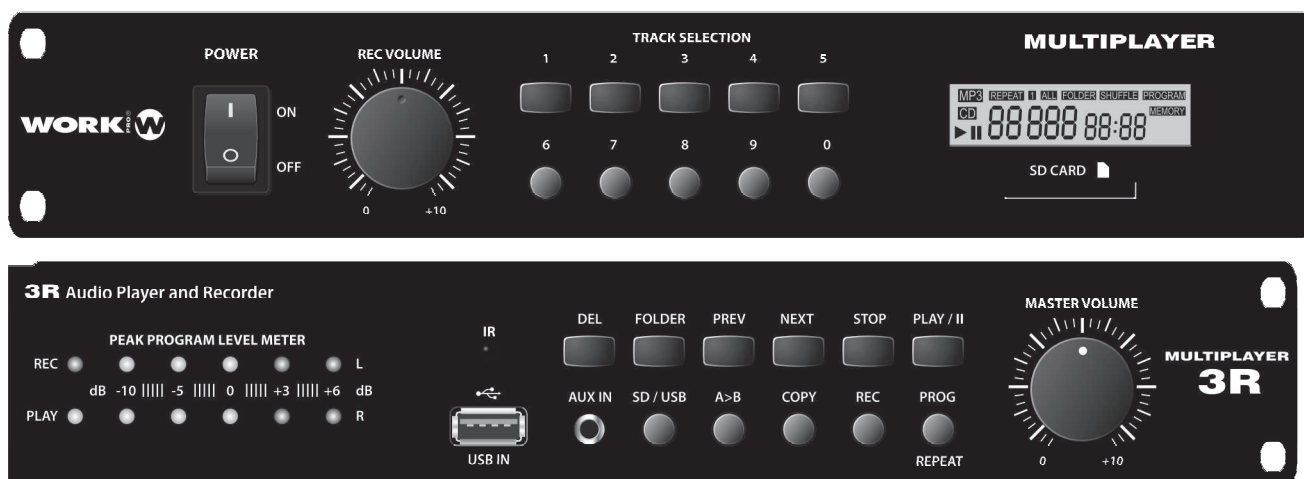 POWER
ON
OFF
WORK PRO® W
REC VOLUME
0 +10
TRACK SELECTION
1 2 3 4 5
6 7 8 9 0
MULTIPLAYER
MP3 REPEAT 1 ALL FOLDER SHUFFLE PROGRAM
CD MEMORY
88888 88:88
SD CARD
3R Audio Player and Recorder
PEAK PROGRAM LEVEL METER
REC L
dB -10 -5 0 +3 +6 dB
PLAY R
IR
USB IN
DEL FOLDER PREV NEXT STOP PLAY / II
AUX IN SD / USB A>B COPY REC PROG
REPEAT
MASTER VOLUME
0 +10
MULTIPLAYER
3R